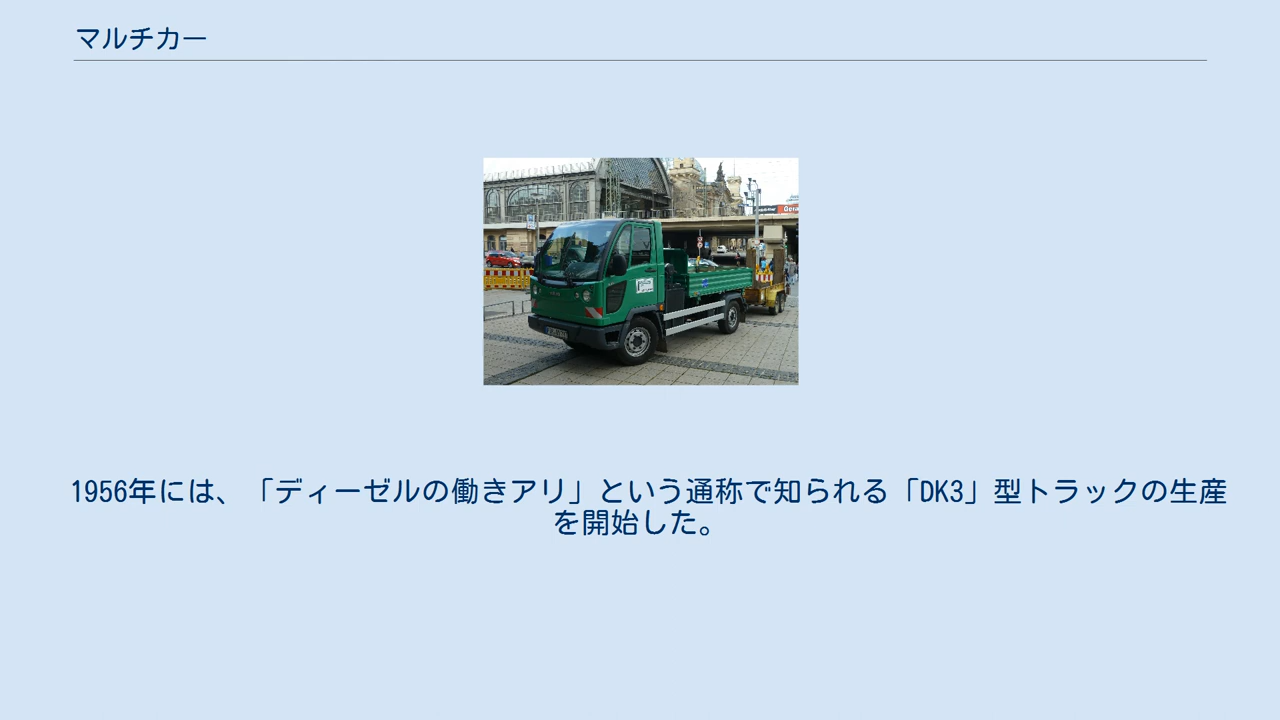 マルチカー
1956年には、「ディーゼルの働きアリ」という通称で知られる「DK3」型トラックの生産
を開始した。